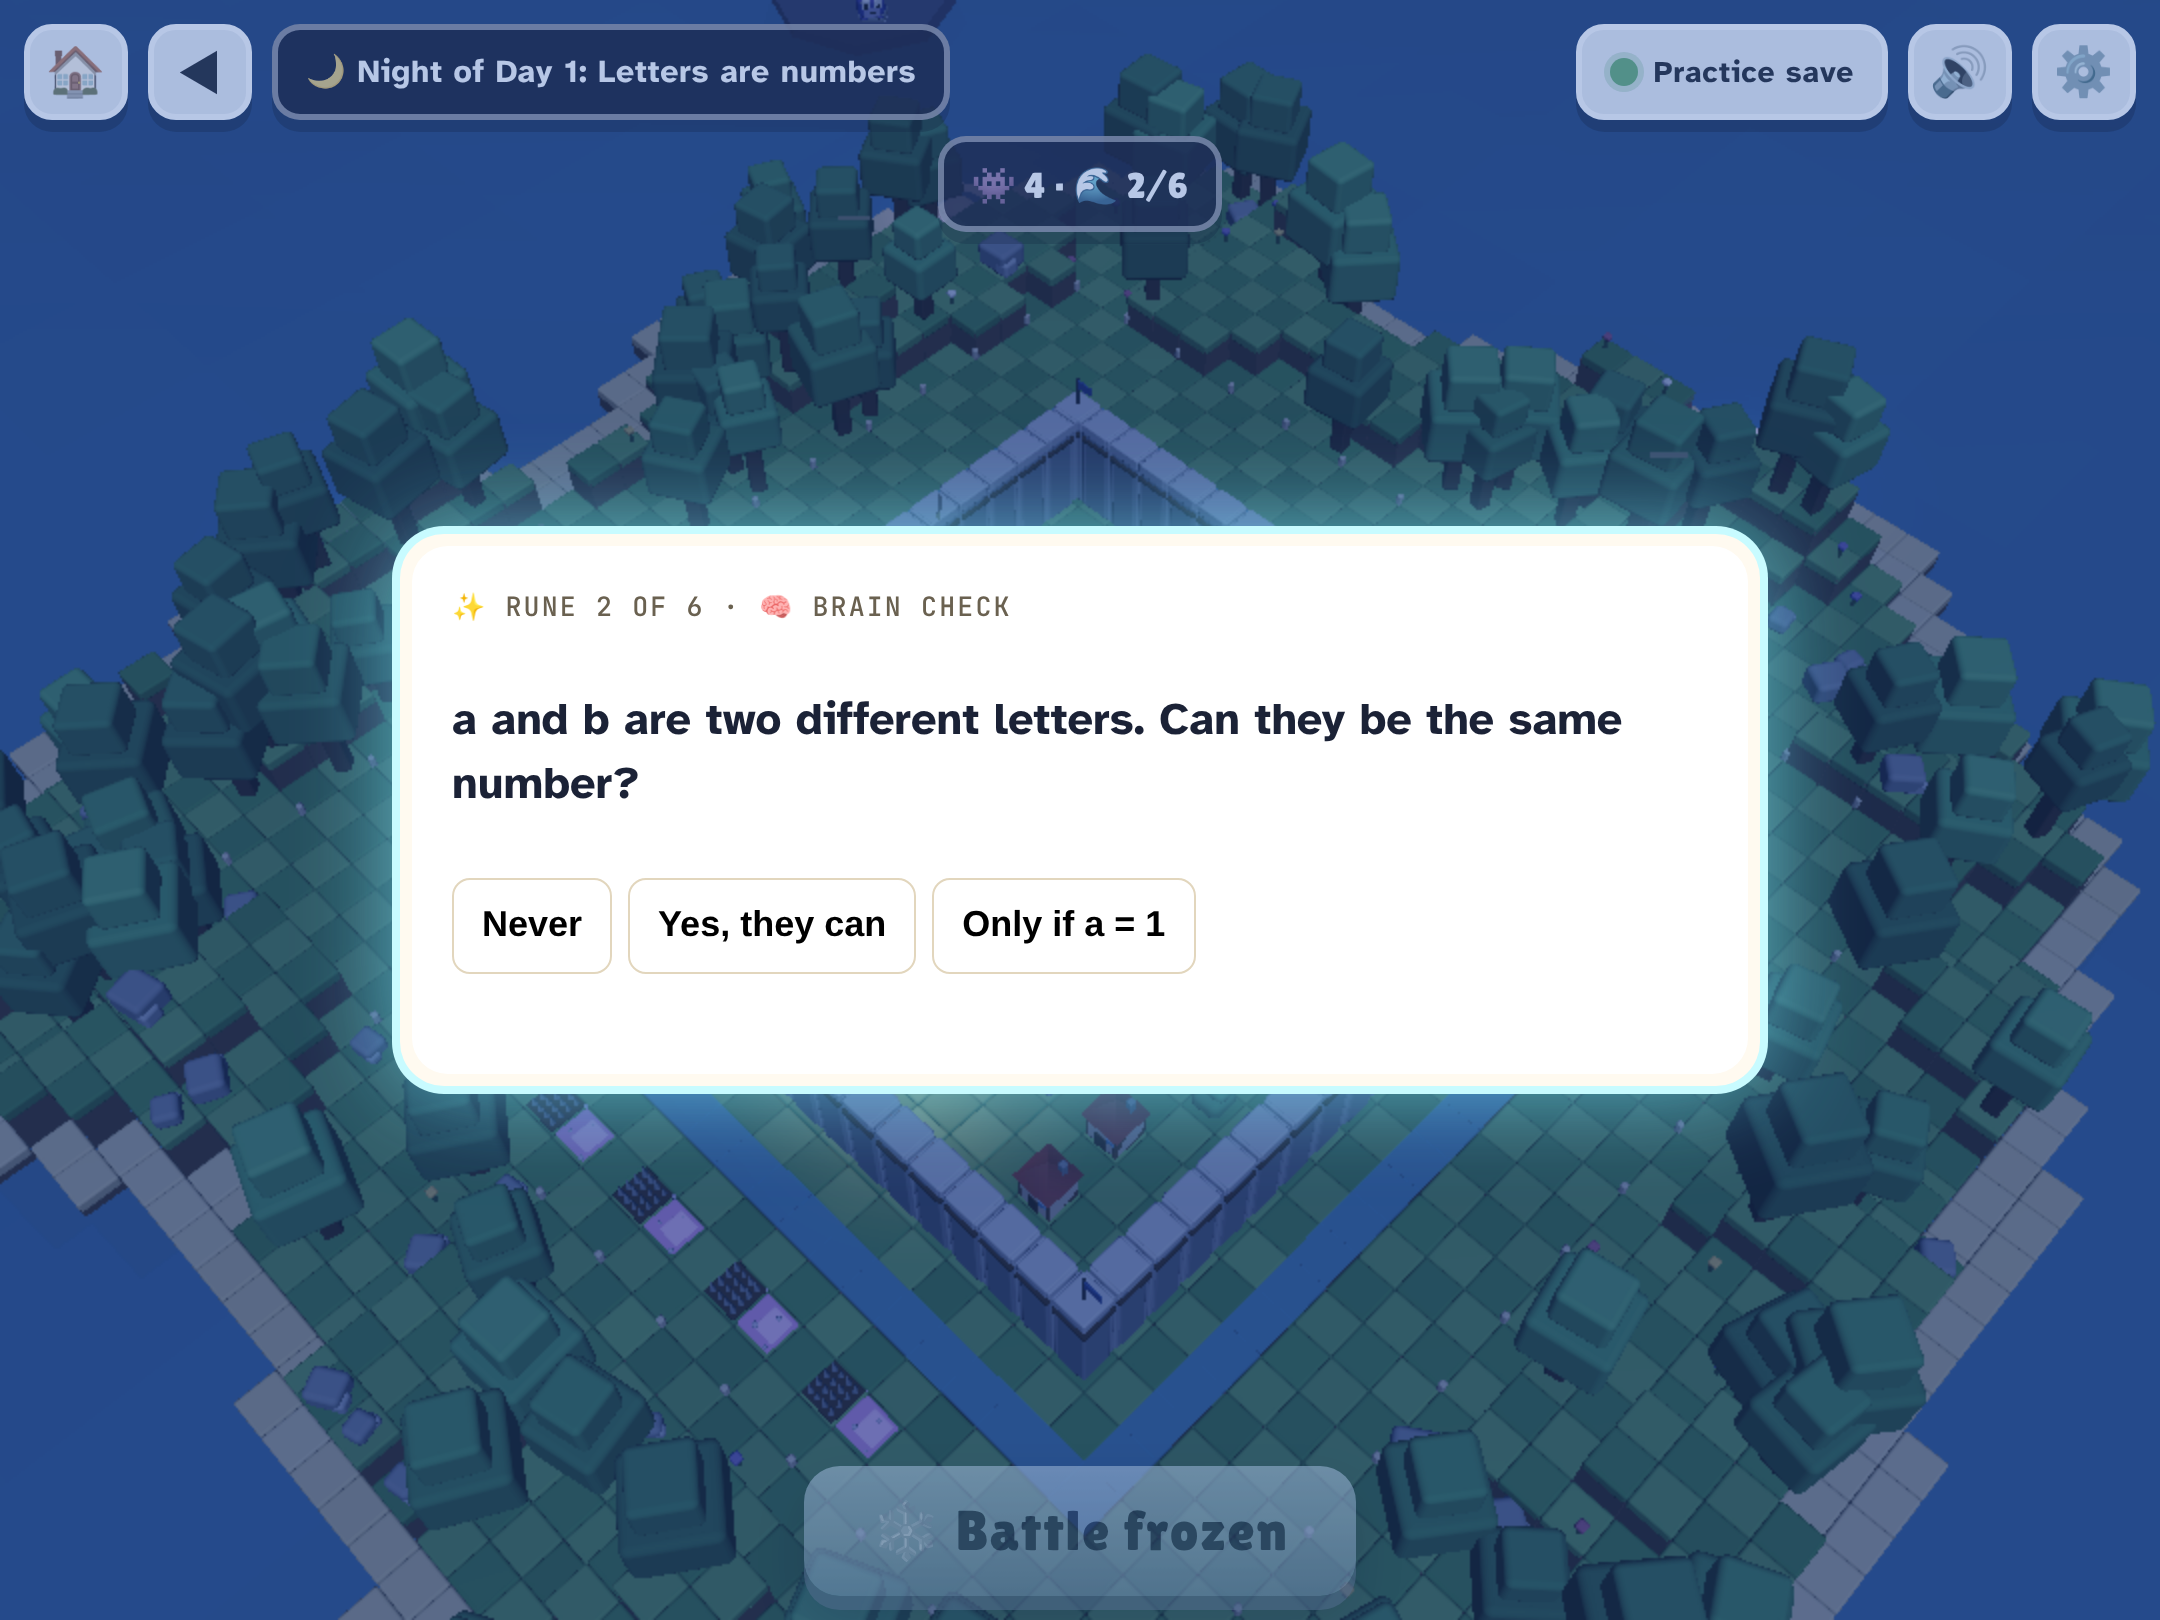 Night of Day 1: Letters are numbers
Practice save
4 · 2/6
RUNE 2 OF 6 · BRAIN CHECK
a and b are two different letters. Can they be the same
number?
Never
Yes, they can
Only if a = 1
Battle frozen